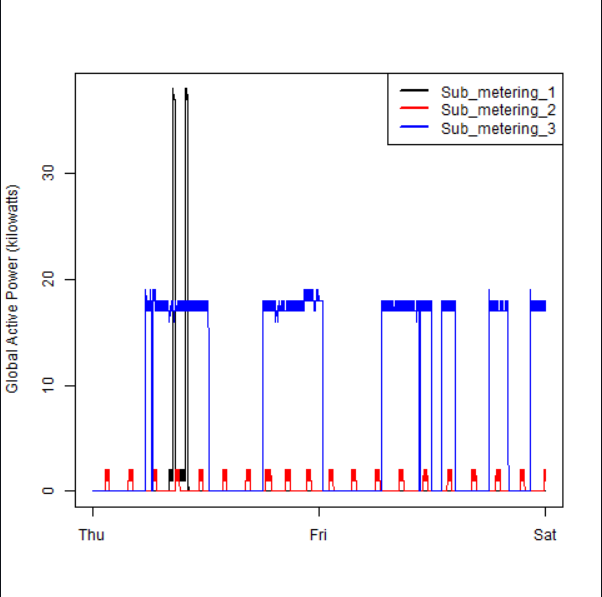 Sub_metering_1
Sub_metering_2
Sub_metering_3
Global Active Power (kilowatts)
30
20
10
0
Thu Fri Sat